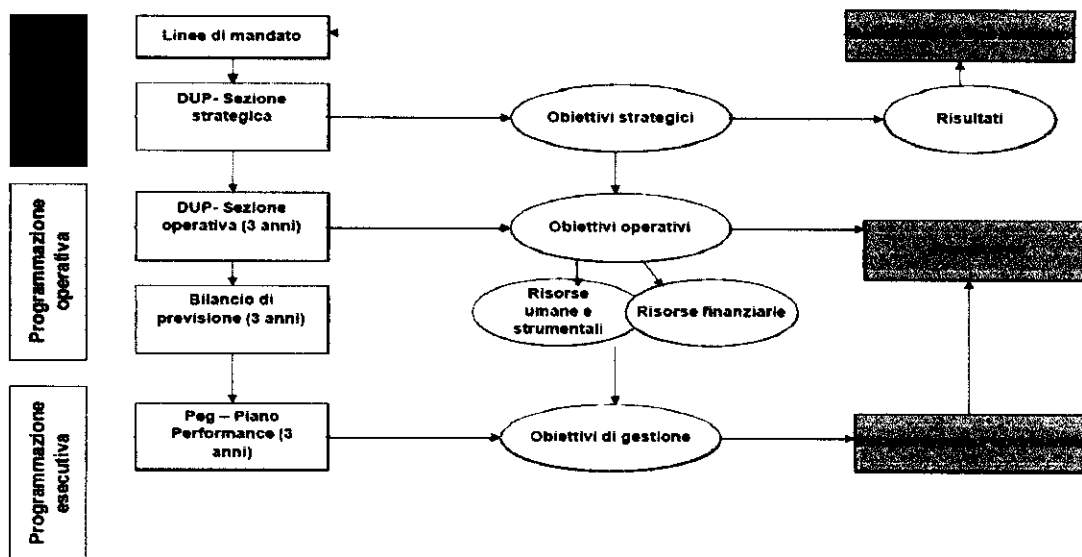 Linee di mandato
DUP- Sezione
strategica
Obiettivi strategici
Risultati
Programmazione
operativa
DUP- Sezione
operativa (3 anni)
Obiettivi operativi
Bilancio di
previsione (3 anni)
Risorse
umane e
strumentali
Risorse finanziarie
Programmazione
esecutiva
Peg – Piano
Performance (3
anni)
Obiettivi di gestione